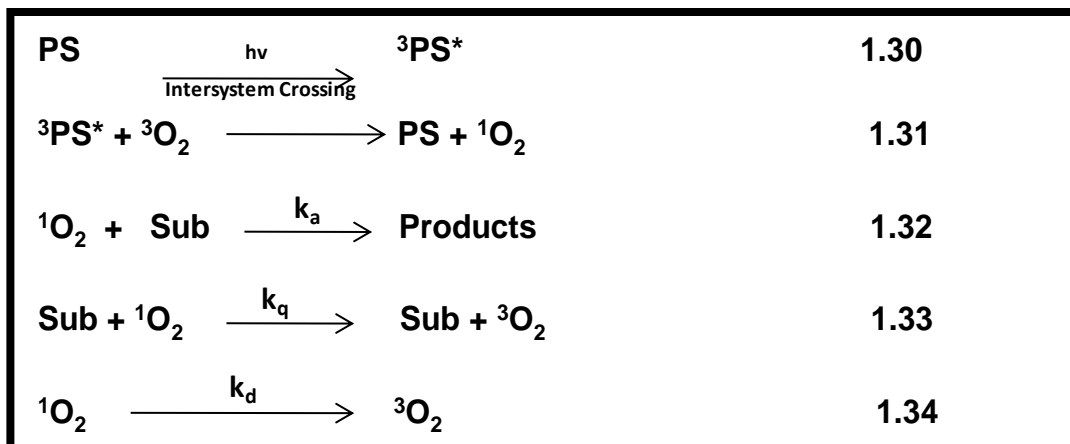 PS hv ³PS* 1.30
Intersystem Crossing
³PS* + ³O₂ PS + ¹O₂ 1.31
¹O₂ + Sub kₐ Products 1.32
Sub + ¹O₂ k_q Sub + ³O₂ 1.33
¹O₂ k_d ³O₂ 1.34